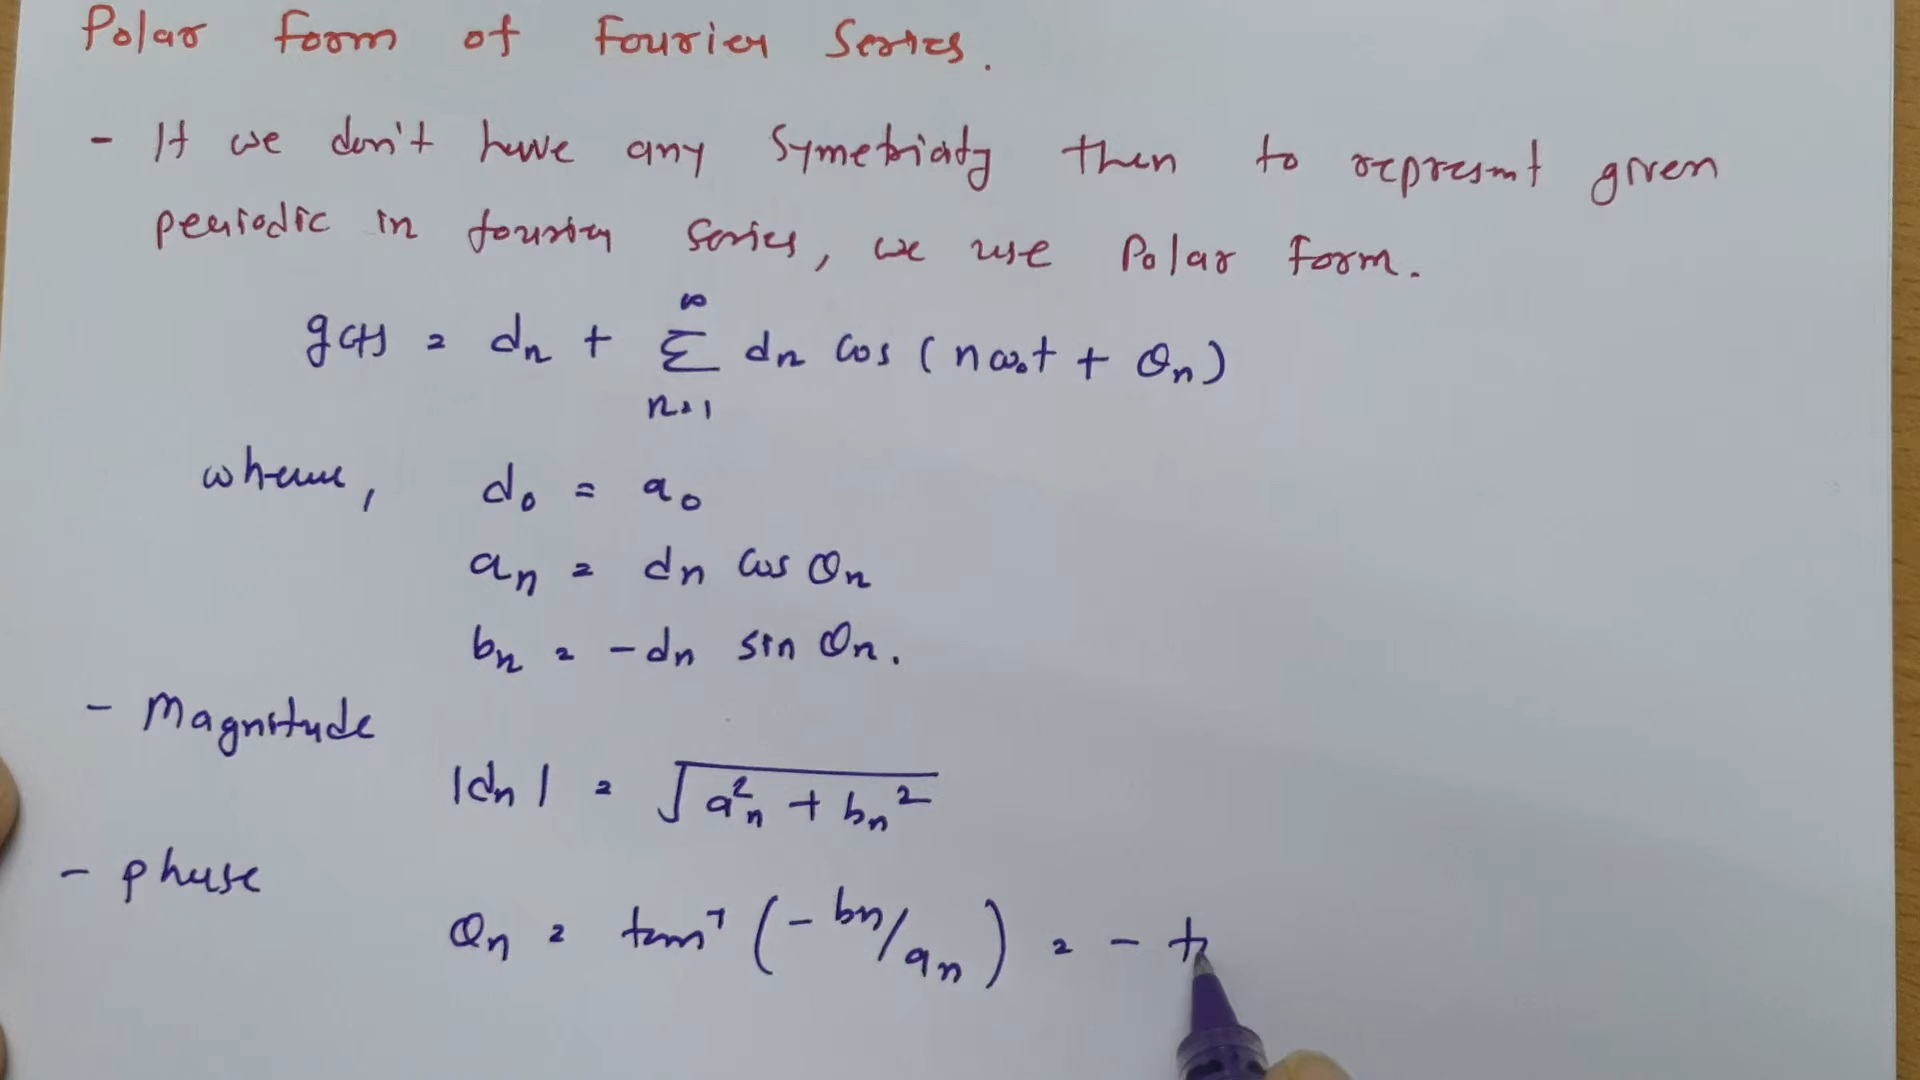 Polar Form of Fourier Series.
- If we don't have any Symetriaty then to represent given
periodic in fourier series, we use Polar Form.
g(t) = dn + ∞ Σ n=1 dn cos (nω₀t + θn)
where, d₀ = a₀
an = dn cos θn
bn = -dn sin θn.
- Magnitude
|dn| = √(an² + bn²)
- phase
θn = tan⁻¹ (-bn/an) = - t